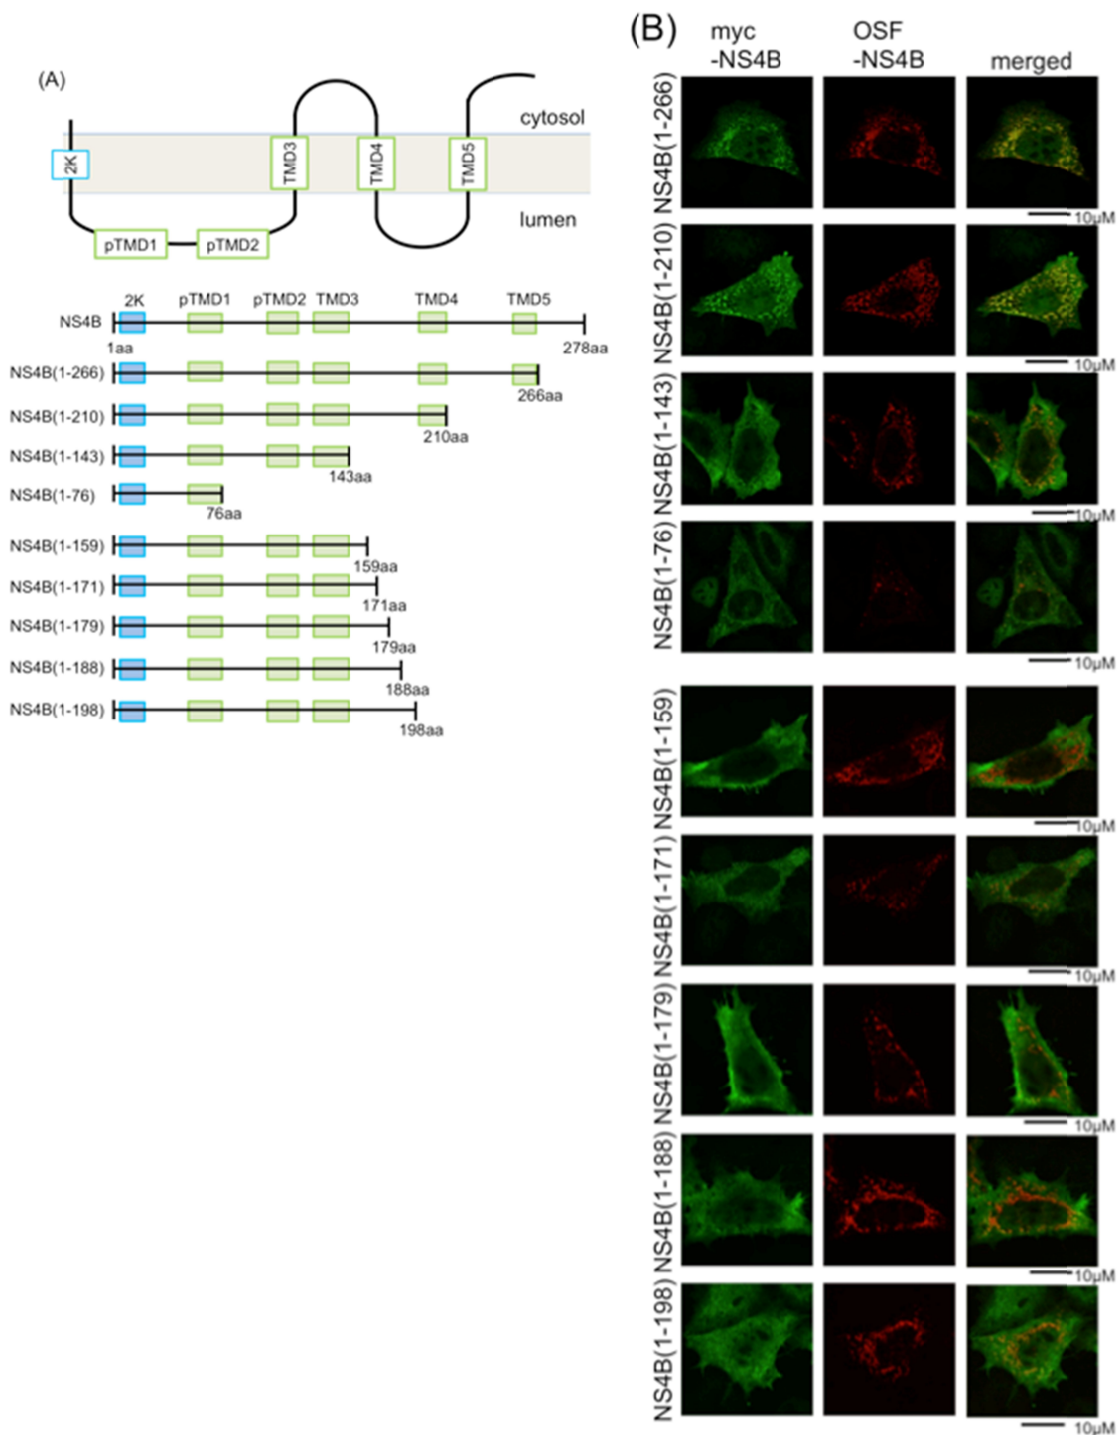 (A)
cytosol
2K
TMD3
TMD4
TMD5
lumen
pTMD1
pTMD2
2K pTMD1 pTMD2 TMD3 TMD4 TMD5
NS4B
1aa
278aa
NS4B(1-266)
266aa
NS4B(1-210)
210aa
NS4B(1-143)
143aa
NS4B(1-76)
76aa
NS4B(1-159)
159aa
NS4B(1-171)
171aa
NS4B(1-179)
179aa
NS4B(1-188)
188aa
NS4B(1-198)
198aa
(B)
myc
-NS4B
OSF
-NS4B
merged
NS4B(1-266)
10μM
NS4B(1-210)
10μM
NS4B(1-143)
10μM
NS4B(1-76)
10μM
NS4B(1-159)
10μM
NS4B(1-171)
10μM
NS4B(1-179)
10μM
NS4B(1-188)
10μM
NS4B(1-198)
10μM